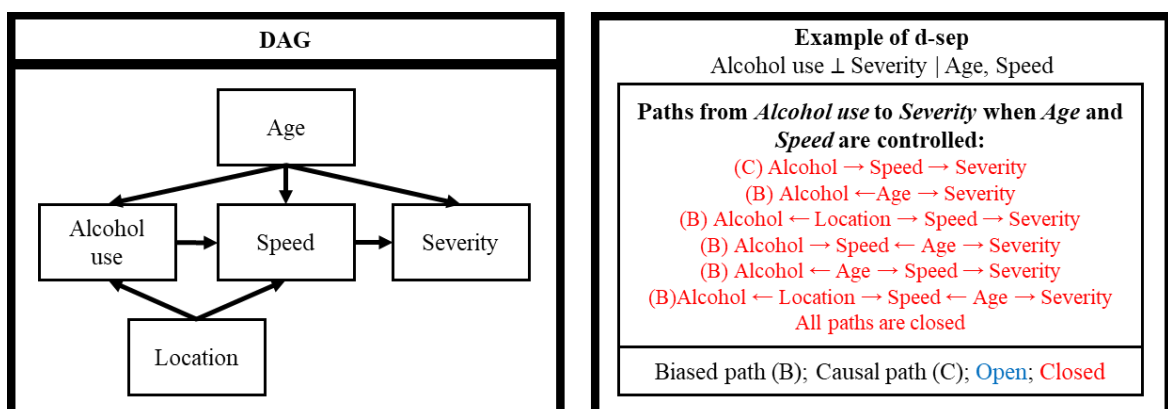 DAG
Age
Alcohol
use
Speed
Severity
Location
Example of d-sep
Alcohol use ⊥ Severity | Age, Speed
Paths from Alcohol use to Severity when Age and
Speed are controlled:
(C) Alcohol → Speed → Severity
(B) Alcohol ←Age → Severity
(B) Alcohol ← Location → Speed → Severity
(B) Alcohol → Speed ← Age → Severity
(B) Alcohol ← Age → Speed → Severity
(B)Alcohol ← Location → Speed ← Age → Severity
All paths are closed
Biased path (B); Causal path (C); Open; Closed